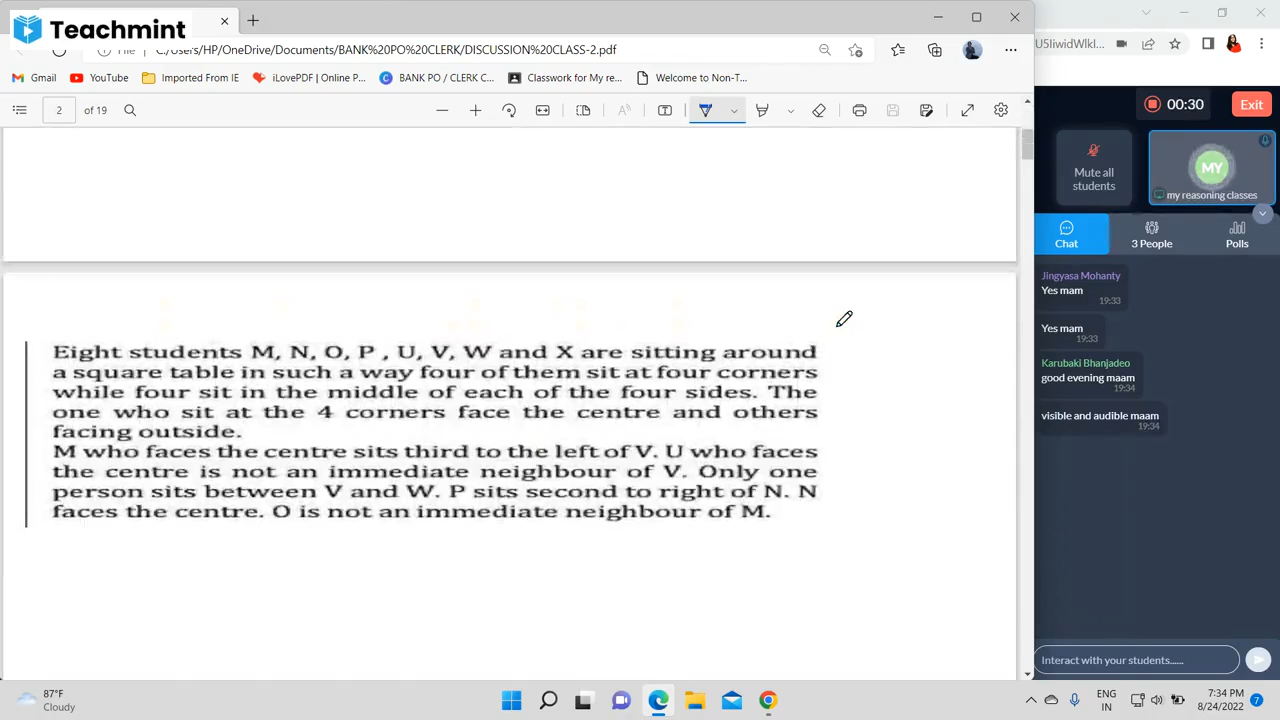 Teachmint
File
C:/Users/HP/OneDrive/Documents/BANK%20PO%20CLERK/DISCUSSION%20CLASS-2.pdf
U5IiwidWlkI...
Gmail
YouTube
Imported From IE
iLovePDF | Online P...
BANK PO / CLERK C...
Classwork for My re...
Welcome to Non-T...
2 of 19
00:30
Exit
Mute all
students
MY
my reasoning classes
Chat
3 People
Polls
Jingyasa Mohanty
Yes mam
19:33
Yes mam
19:33
Karubaki Bhanjadeo
good evening maam
19:34
visible and audible maam
19:34
Eight students M, N, O, P , U, V, W and X are sitting around
a square table in such a way four of them sit at four corners
while four sit in the middle of each of the four sides. The
one who sit at the 4 corners face the centre and others
facing outside.
M who faces the centre sits third to the left of V. U who faces
the centre is not an immediate neighbour of V. Only one
person sits between V and W. P sits second to right of N. N
faces the centre. O is not an immediate neighbour of M.
Interact with your students......
87°F
Cloudy
ENG
IN
7:34 PM
8/24/2022
7